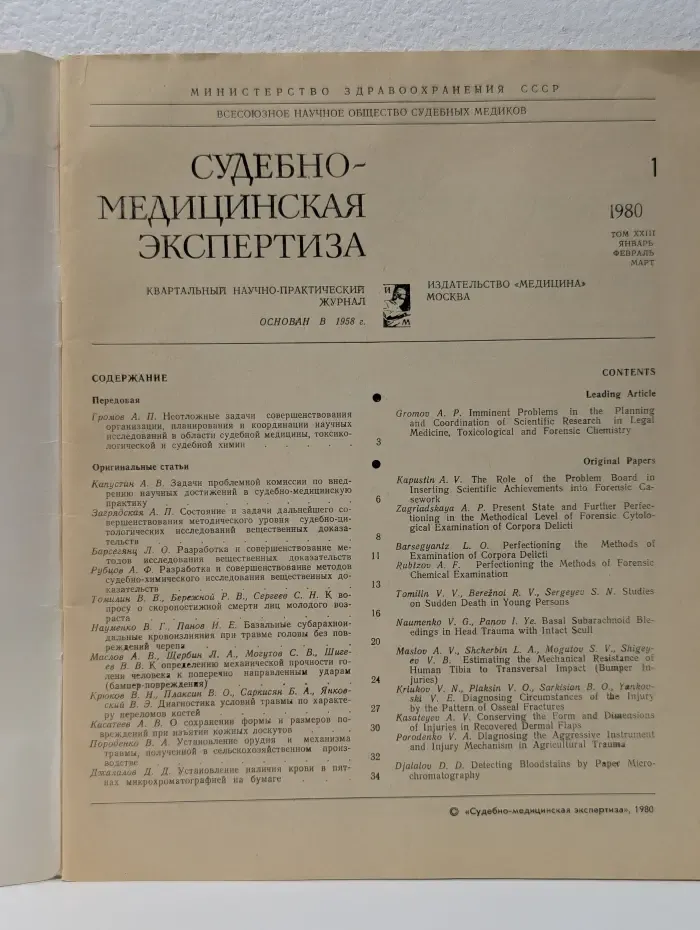 МИНИСТЕРСТВО ЗДРАВООХРАНЕНИЯ СССР
ВСЕСОЮЗНОЕ НАУЧНОЕ ОБЩЕСТВО СУДЕБНЫХ МЕДИКОВ
СУДЕБНО-
МЕДИЦИНСКАЯ
ЭКСПЕРТИЗА
1
1980
ТОМ XXIII
ЯНВАРЬ
ФЕВРАЛЬ
МАРТ
КВАРТАЛЬНЫЙ НАУЧНО-ПРАКТИЧЕСКИЙ
ЖУРНАЛ
ОСНОВАН В 1958 г.
И
М
ИЗДАТЕЛЬСТВО «МЕДИЦИНА»
МОСКВА
СОДЕРЖАНИЕ
Передовая
Громов А. П. Неотложные задачи совершенствования
организации, планирования и координации научных
исследований в области судебной медицины, токсико-
логической и судебной химии . . . . . .
3
Оригинальные статьи
Капустин А. В. Задачи проблемной комиссии по внед-
рению научных достижений в судебно-медицинскую
практику . . . . . . . . . .
6
Загрядская А. П. Состояние и задачи дальнейшего со-
вершенствования методического уровня судебно-ци-
тологических исследований вещественных доказа-
тельств . . . . . . . . . .
8
Барсегянц Л. О. Разработка и совершенствование ме-
тодов исследования вещественных доказательств
11
Рубцов А. Ф. Разработка и совершенствование методов
судебно-химического исследования вещественных до-
казательств . . . . . . . . . .
13
Томилин В. В., Бережной Р. В., Сергеев С. Н. К во-
просу о скоропостижной смерти лиц молодого воз-
раста . . . . . . . . . .
16
Науменко В. Г., Панов И. Е. Базальные субарахнои-
дальные кровоизлияния при травме головы без пов-
реждений черепа . . . . . . . .
20
Маслов А. В., Щербин Л. А., Могутов С. В., Шиге-
ев В. В. К определению механической прочности го-
лени человека к поперечно направленным ударам
(бампер-повреждения) . . . . . . .
24
Крюков В. Н., Плаксин В. О., Саркисян Б. А., Янков-
ский В. Э. Диагностика условий травмы по характе-
ру переломов костей . . . . . . .
27
Касатеев А. В. О сохранении формы и размеров по-
вреждений при изъятии кожных лоскутов . . .
30
Породенко В. А. Установление орудия и механизма
травмы, полученной в сельскохозяйственном произ-
водстве . . . . . . . . . .
32
Джалалов Д. Д. Установление наличия крови в пят-
нах микрохроматографией на бумаге . . . .
34
CONTENTS
Leading Article
Gromov A. P. Imminent Problems in the Planning
and Coordination of Scientific Research in Legal
Medicine, Toxicological and Forensic Chemistry
Original Papers
Kapustin A. V. The Role of the Problem Board in
Inserting Scientific Achievements into Forensic Ca-
sework
Zagriadskaya A. P. Present State and Further Perfec-
tioning in the Methodical Level of Forensic Cytolo-
gical Examination of Corpora Delicti
Barsegyantz L. O. Perfectioning the Methods of
Examination of Corpora Delicti
Rubtzov A. F. Perfectioning the Methods of Forensic
Chemical Examination
Tomilin V. V., Berežnoi R. V., Sergeyev S. N. Studies
on Sudden Death in Young Persons
Naumenko V. G., Panov I. Ye. Basal Subarachnoid Ble-
edings in Head Trauma with Intact Scull
Maslov A. V., Shcherbin L. A., Mogutov S. V., Shigey-
ev V. B. Estimating the Mechanical Resistance of
Human Tibia to Transversal Impact (Bumper In-
juries)
Kriukov V. N., Plaksin V. O., Sarkisian B. O., Yankov-
ski V. E. Diagnosing Circumstances of the Injury
by the Pattern of Osseal Fractures
Kasateyev A. V. Conserving the Form and Dimensions
of Injuries in Recovered Dermal Flaps
Porodenko V. A. Diagnosing the Aggressive Instrument
and Injury Mechanism in Agricultural Trauma
Djalalov D. D. Detecting Bloodstains by Paper Micro-
chromatography
© «Судебно-медицинская экспертиза», 1980